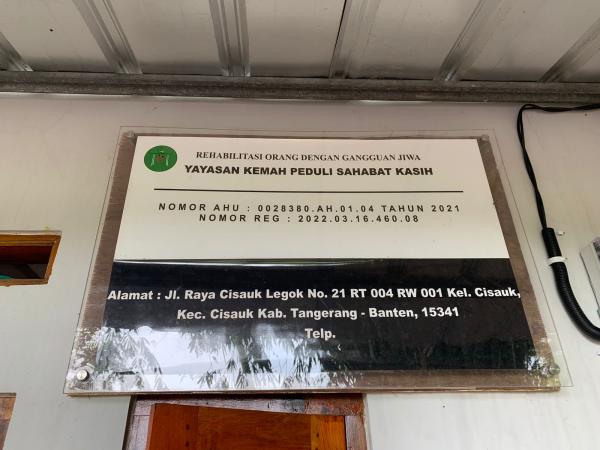 REHABILITASI ORANG DENGAN GANGGUAN JIWA
YAYASAN KEMAH PEDULI SAHABAT KASIH
NOMOR AHU : 0028380.AH.01.04 TAHUN 2021
NOMOR REG : 2022.03.16.460.08
Alamat : Jl. Raya Cisauk Legok No. 21 RT 004 RW 001 Kel. Cisauk,
Kec. Cisauk Kab. Tangerang - Banten, 15341
Telp.